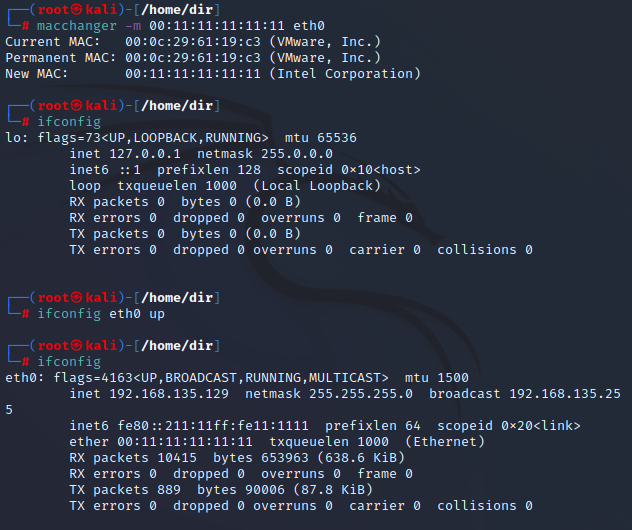 ┌──(root㉿kali)-[/home/dir]
└─# macchanger -m 00:11:11:11:11:11 eth0
Current MAC:   00:0c:29:61:19:c3 (VMware, Inc.)
Permanent MAC: 00:0c:29:61:19:c3 (VMware, Inc.)
New MAC:       00:11:11:11:11:11 (Intel Corporation)
┌──(root㉿kali)-[/home/dir]
└─# ifconfig
lo: flags=73<UP,LOOPBACK,RUNNING>  mtu 65536
        inet 127.0.0.1  netmask 255.0.0.0
        inet6 ::1  prefixlen 128  scopeid 0×10<host>
        loop  txqueuelen 1000  (Local Loopback)
        RX packets 0  bytes 0 (0.0 B)
        RX errors 0  dropped 0  overruns 0  frame 0
        TX packets 0  bytes 0 (0.0 B)
        TX errors 0  dropped 0 overruns 0  carrier 0  collisions 0
┌──(root㉿kali)-[/home/dir]
└─# ifconfig eth0 up
┌──(root㉿kali)-[/home/dir]
└─# ifconfig
eth0: flags=4163<UP,BROADCAST,RUNNING,MULTICAST>  mtu 1500
        inet 192.168.135.129  netmask 255.255.255.0  broadcast 192.168.135.25
5
        inet6 fe80::211:11ff:fe11:1111  prefixlen 64  scopeid 0×20<link>
        ether 00:11:11:11:11:11  txqueuelen 1000  (Ethernet)
        RX packets 10415  bytes 653963 (638.6 KiB)
        RX errors 0  dropped 0  overruns 0  frame 0
        TX packets 889  bytes 90006 (87.8 KiB)
        TX errors 0  dropped 0 overruns 0  carrier 0  collisions 0